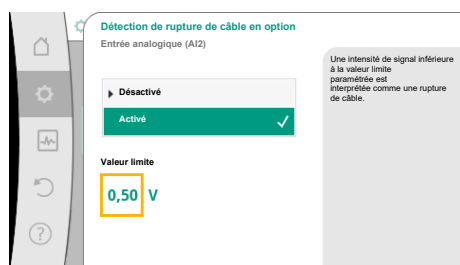 Détection de rupture de câble en option
Entrée analogique (AI2)
Désactivé
Activé
Valeur limite
0,50 V
Une intensité de signal inférieure
à la valeur limite
paramétrée est
interprétée comme une rupture
de câble.
?